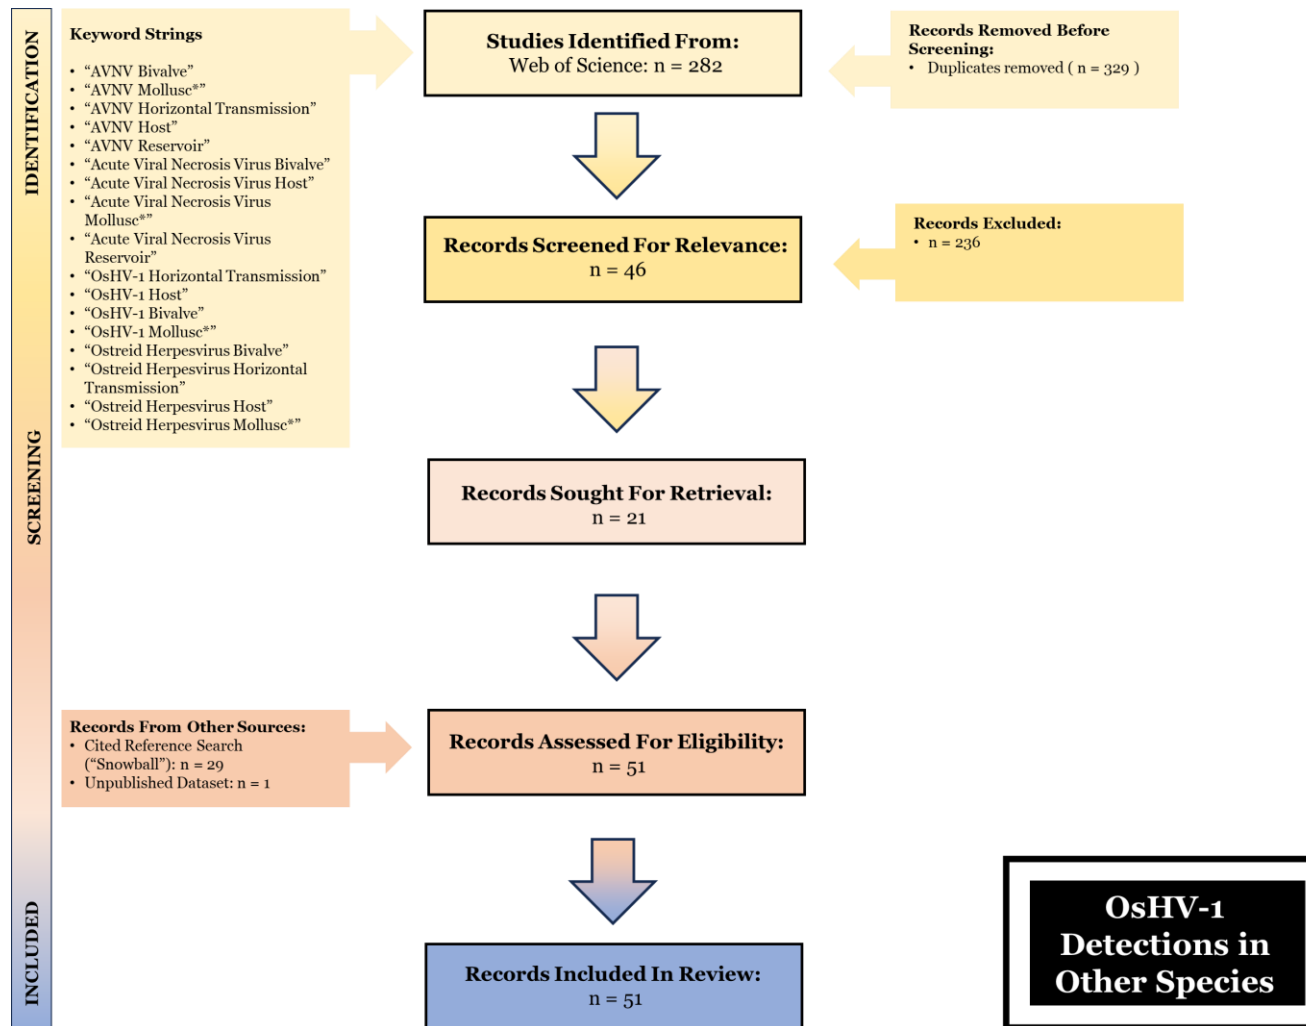 IDENTIFICATION
SCREENING
INCLUDED
Keyword Strings
• “AVNV Bivalve”
• “AVNV Mollusc*”
• “AVNV Horizontal Transmission”
• “AVNV Host”
• “AVNV Reservoir”
• “Acute Viral Necrosis Virus Bivalve”
• “Acute Viral Necrosis Virus Host”
• “Acute Viral Necrosis Virus
Mollusc*”
• “Acute Viral Necrosis Virus
Reservoir”
• “OsHV-1 Horizontal Transmission”
• “OsHV-1 Host”
• “OsHV-1 Bivalve”
• “OsHV-1 Mollusc*”
• “Ostreid Herpesvirus Bivalve”
• “Ostreid Herpesvirus Horizontal
Transmission”
• “Ostreid Herpesvirus Host”
• “Ostreid Herpesvirus Mollusc*”
Studies Identified From:
Web of Science: n = 282
Records Removed Before
Screening:
• Duplicates removed ( n = 329 )
Records Screened For Relevance:
n = 46
Records Excluded:
• n = 236
Records Sought For Retrieval:
n = 21
Records From Other Sources:
• Cited Reference Search
(“Snowball”): n = 29
• Unpublished Dataset: n = 1
Records Assessed For Eligibility:
n = 51
Records Included In Review:
n = 51
OsHV-1
Detections in
Other Species